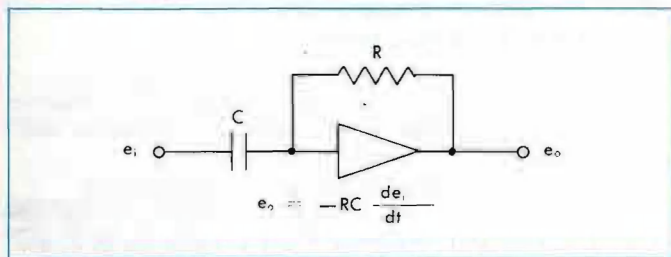 R
C
eᵢ
eₒ
eₒ = —RC deᵢ/dt